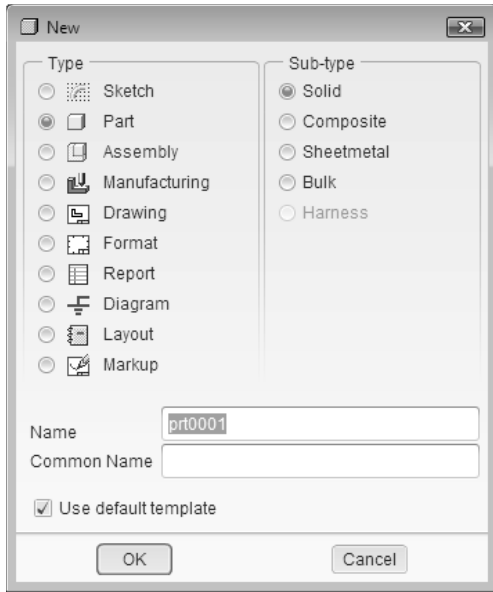 New
Type
Sketch
Part
Assembly
Manufacturing
Drawing
Format
Report
Diagram
Layout
Markup
Sub-type
Solid
Composite
Sheetmetal
Bulk
Harness
Name prt0001
Common Name
Use default template
OK Cancel